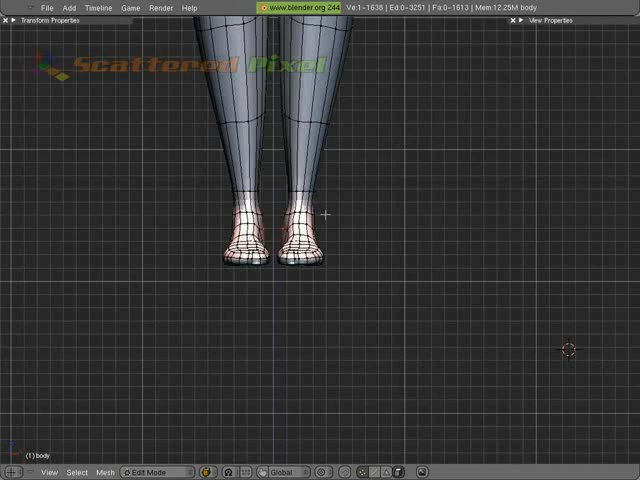 File Add Timeline Game Render Help www.blender.org 244 Ve:1-1638 | Ed:0-3251 | Fa:0-1613 | Mem:12.25M body
Transform Properties View Properties
Scattered Pixel
(1) body
View Select Mesh Edit Mode Global